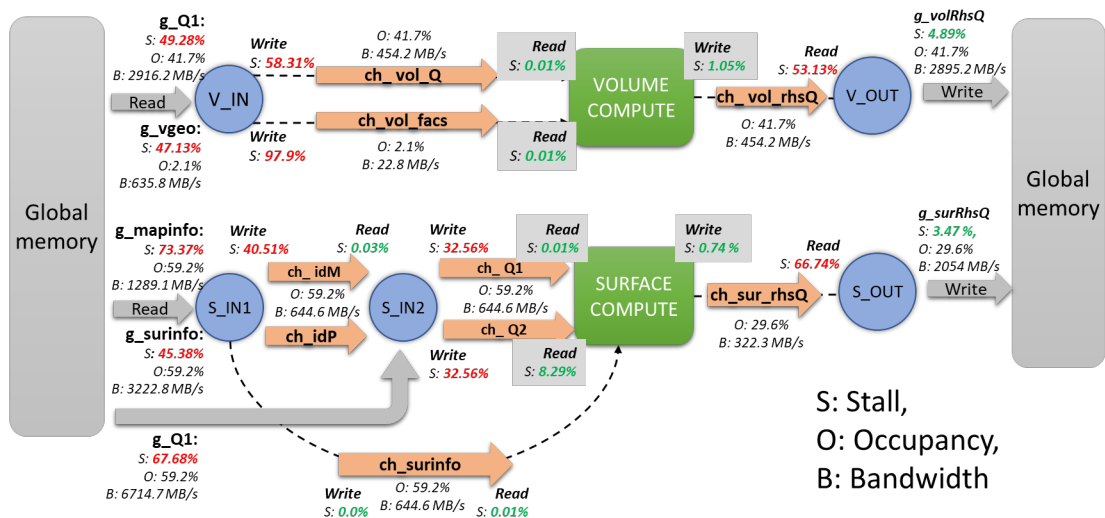 Global
memory
g_Q1:
S: 49.28%
O: 41.7%
B: 2916.2 MB/s
Read
g_vgeo:
S: 47.13%
O:2.1%
B:635.8 MB/s
V_IN
Write
S: 58.31%
O: 41.7%
B: 454.2 MB/s
ch_ vol_Q
Read
S: 0.01%
ch_vol_facs
O: 2.1%
B: 22.8 MB/s
Write
S: 97.9%
Read
S: 0.01%
VOLUME
COMPUTE
Write
S: 1.05%
ch_ vol_rhsQ
O: 41.7%
B: 454.2 MB/s
Read
S: 53.13%
V_OUT
g_volRhsQ
S: 4.89%
O: 41.7%
B: 2895.2 MB/s
Write
Global
memory
g_mapinfo:
S: 73.37%
O:59.2%
B:1289.1 MB/s
Read
g_surinfo:
S: 45.38%
O:59.2%
B: 3222.8 MB/s
S_IN1
Write
S: 40.51%
ch_ idM
O: 59.2%
B: 644.6 MB/s
ch_idP
Read
S: 0.03%
S_IN2
Write
S: 32.56%
ch_ Q1
O: 59.2%
B: 644.6 MB/s
ch_ Q2
Write
S: 32.56%
Read
S: 0.01%
Read
S: 8.29%
SURFACE
COMPUTE
Write
S: 0.74 %
ch_sur_rhsQ
O: 29.6%
B: 322.3 MB/s
Read
S: 66.74%
S_OUT
g_surRhsQ
S: 3.47 %,
O: 29.6%
B: 2054 MB/s
Write
g_Q1:
S: 67.68%
O: 59.2%
B: 6714.7 MB/s
ch_surinfo
O: 59.2%
B: 644.6 MB/s
Write
S: 0.0%
Read
S: 0.01%
S: Stall,
O: Occupancy,
B: Bandwidth